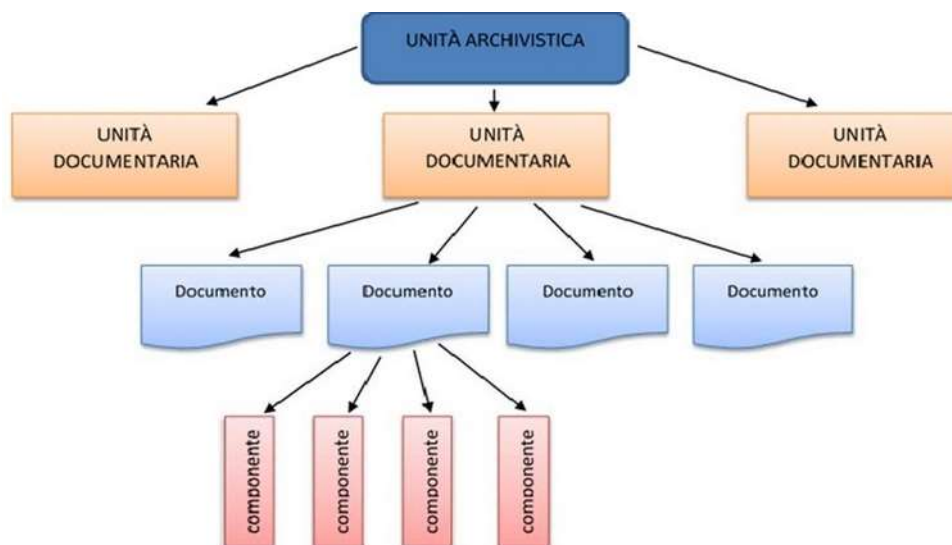 UNITÀ ARCHIVISTICA
UNITÀ
DOCUMENTARIA
UNITÀ
DOCUMENTARIA
UNITÀ
DOCUMENTARIA
Documento
Documento
Documento
Documento
componente
componente
componente
componente